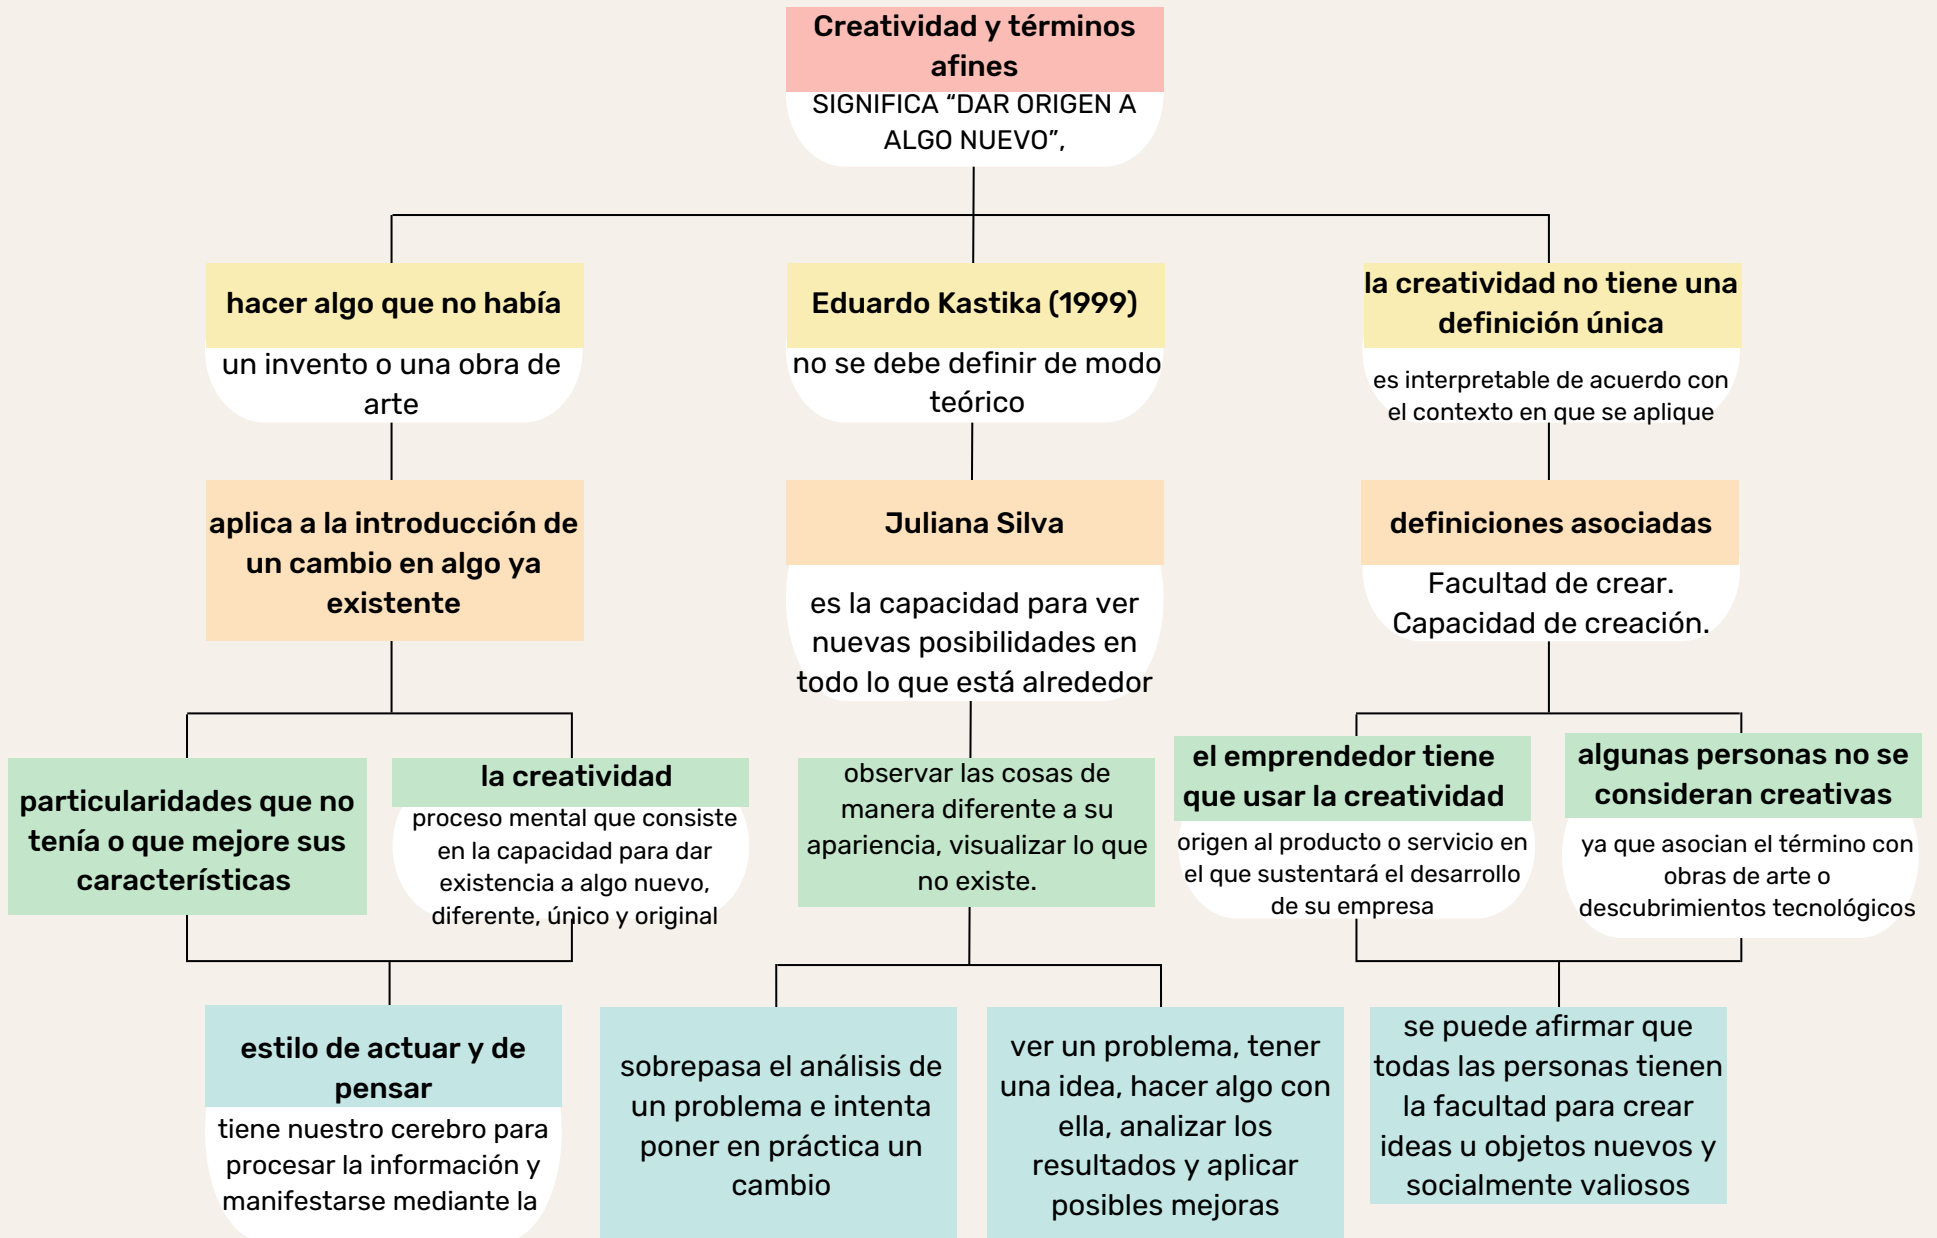 Creatividad y términos
afines
SIGNIFICA “DAR ORIGEN A
ALGO NUEVO”,
hacer algo que no había
un invento o una obra de
arte
Eduardo Kastika (1999)
no se debe definir de modo
teórico
la creatividad no tiene una
definición única
es interpretable de acuerdo con
el contexto en que se aplique
aplica a la introducción de
un cambio en algo ya
existente
Juliana Silva
es la capacidad para ver
nuevas posibilidades en
todo lo que está alrededor
definiciones asociadas
Facultad de crear.
Capacidad de creación.
particularidades que no
tenía o que mejore sus
características
la creatividad
proceso mental que consiste
en la capacidad para dar
existencia a algo nuevo,
diferente, único y original
observar las cosas de
manera diferente a su
apariencia, visualizar lo que
no existe.
el emprendedor tiene
que usar la creatividad
origen al producto o servicio en
el que sustentará el desarrollo
de su empresa
algunas personas no se
consideran creativas
ya que asocian el término con
obras de arte o
descubrimientos tecnológicos
estilo de actuar y de
pensar
tiene nuestro cerebro para
procesar la información y
manifestarse mediante la
sobrepasa el análisis de
un problema e intenta
poner en práctica un
cambio
ver un problema, tener
una idea, hacer algo con
ella, analizar los
resultados y aplicar
posibles mejoras
se puede afirmar que
todas las personas tienen
la facultad para crear
ideas u objetos nuevos y
socialmente valiosos